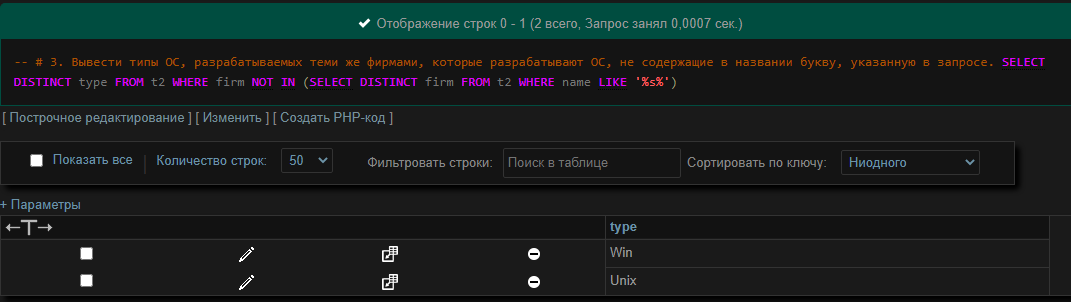 Отображение строк 0 - 1 (2 всего, Запрос занял 0,0007 сек.)
-- # 3. Вывести типы ОС, разрабатываемых теми же фирмами, которые разрабатывают ОС, не содержащие в названии букву, указанную в запросе. SELECT
DISTINCT type FROM t2 WHERE firm NOT IN (SELECT DISTINCT firm FROM t2 WHERE name LIKE '%s%')
[ Построчное редактирование ] [ Изменить ] [ Создать PHP-код ]
Показать все Количество строк: 50 Фильтровать строки: Поиск в таблице Сортировать по ключу: Ниодного
+ Параметры
←T→ type
Win
Unix